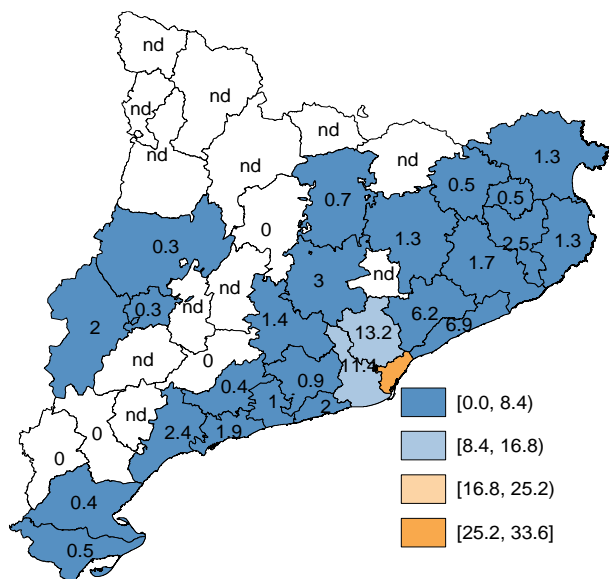 nd
nd
nd
nd
nd
nd
nd
1.3
0.7
0.5
0.5
0
1.3
2.5
1.3
0.3
1.7
3
nd
nd
nd
2
0.3
1.4
6.2
6.9
13.2
0
nd
11.4
0.4
0.9
1
2
nd
0
2.4
1.9
0
0.4
0.5
[0.0, 8.4)
[8.4, 16.8)
[16.8, 25.2)
[25.2, 33.6]